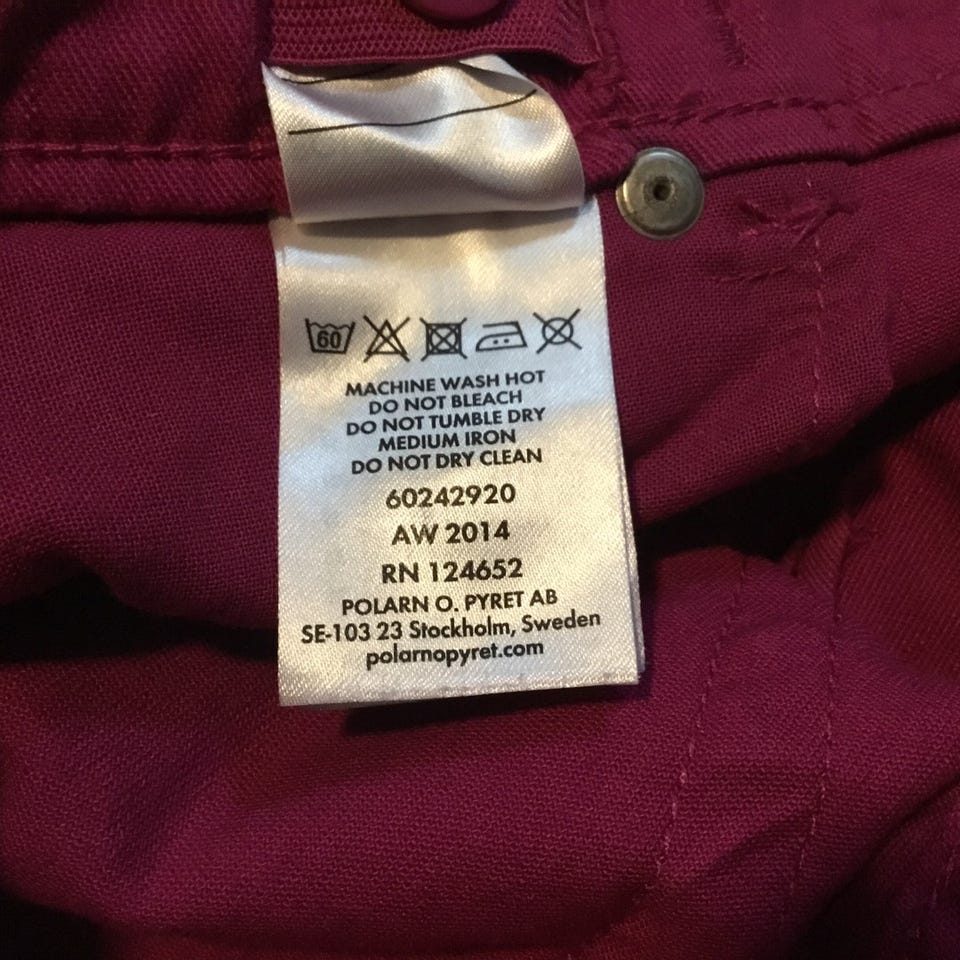 60
MACHINE WASH HOT
DO NOT BLEACH
DO NOT TUMBLE DRY
MEDIUM IRON
DO NOT DRY CLEAN
60242920
AW 2014
RN 124652
POLARN O. PYRET AB
SE-103 23 Stockholm, Sweden
polarnopyret.com